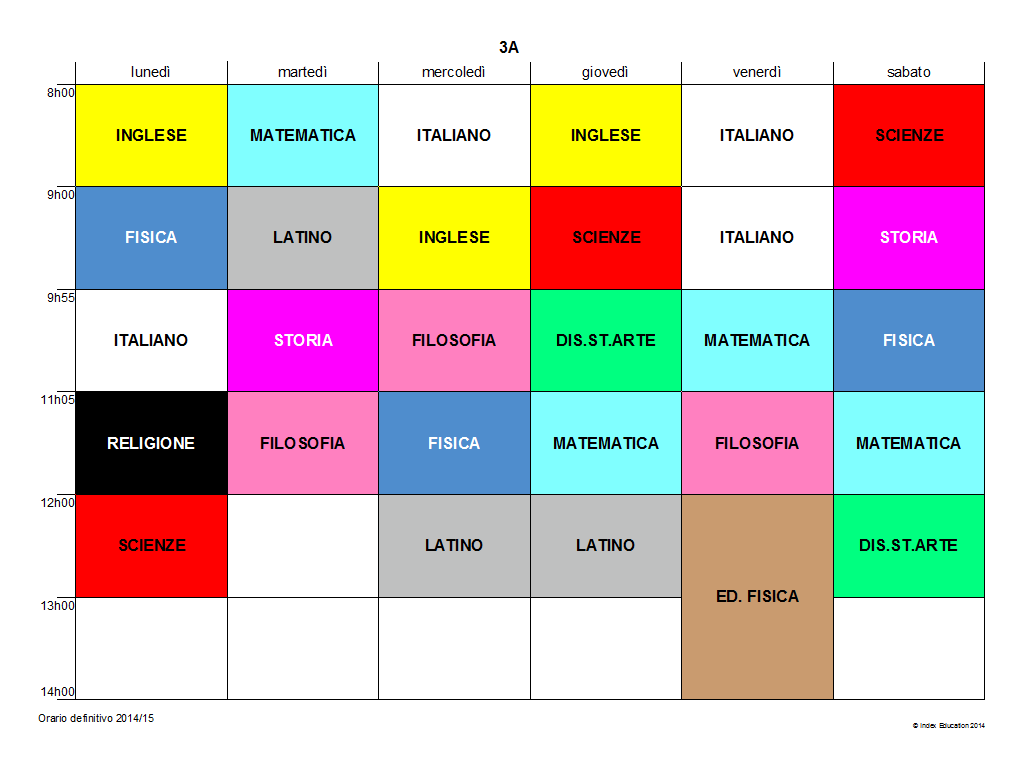 3A
lunedì martedì mercoledì giovedì venerdì sabato
8h00
INGLESE MATEMATICA ITALIANO INGLESE ITALIANO SCIENZE
9h00
FISICA LATINO INGLESE SCIENZE ITALIANO STORIA
9h55
ITALIANO STORIA FILOSOFIA DIS.ST.ARTE MATEMATICA FISICA
11h05
RELIGIONE FILOSOFIA FISICA MATEMATICA FILOSOFIA MATEMATICA
12h00
SCIENZE LATINO LATINO DIS.ST.ARTE
ED. FISICA
13h00
14h00
Orario definitivo 2014/15
© Index Education 2014